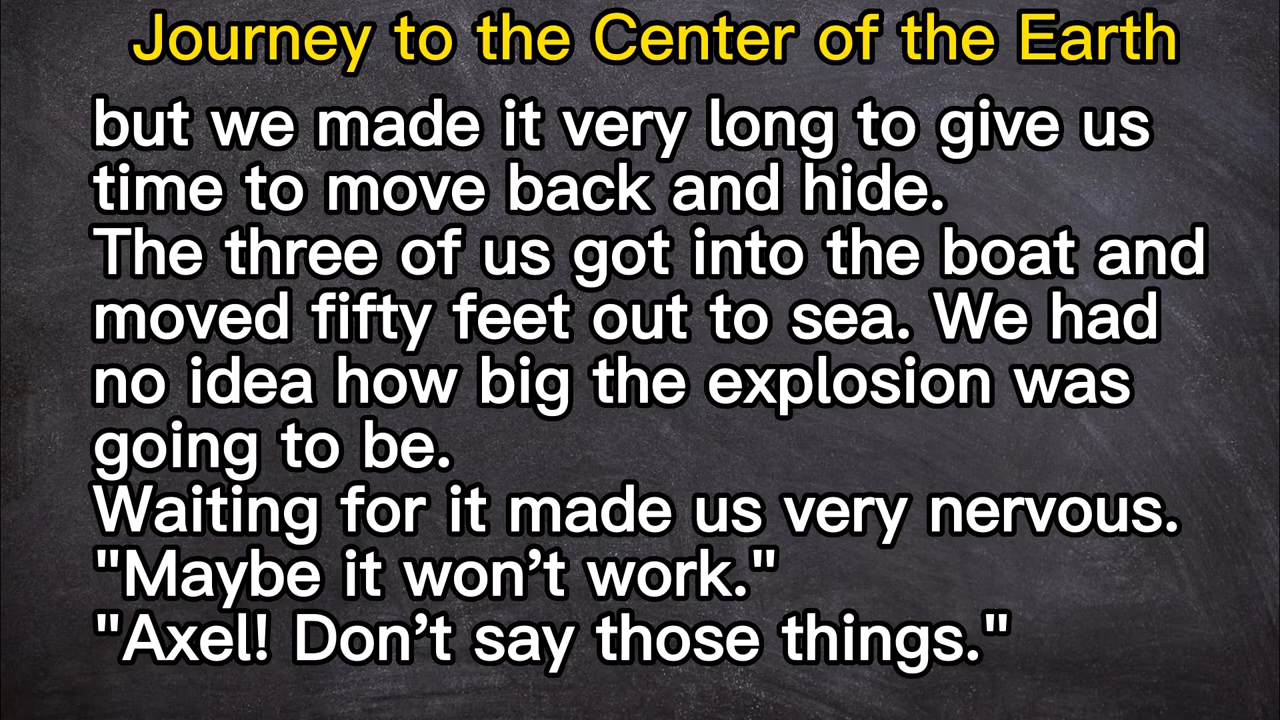 Journey to the Center of the Earth
but we made it very long to give us
time to move back and hide.
The three of us got into the boat and
moved fifty feet out to sea. We had
no idea how big the explosion was
going to be.
Waiting for it made us very nervous.
"Maybe it won’t work."
"Axel! Don’t say those things."